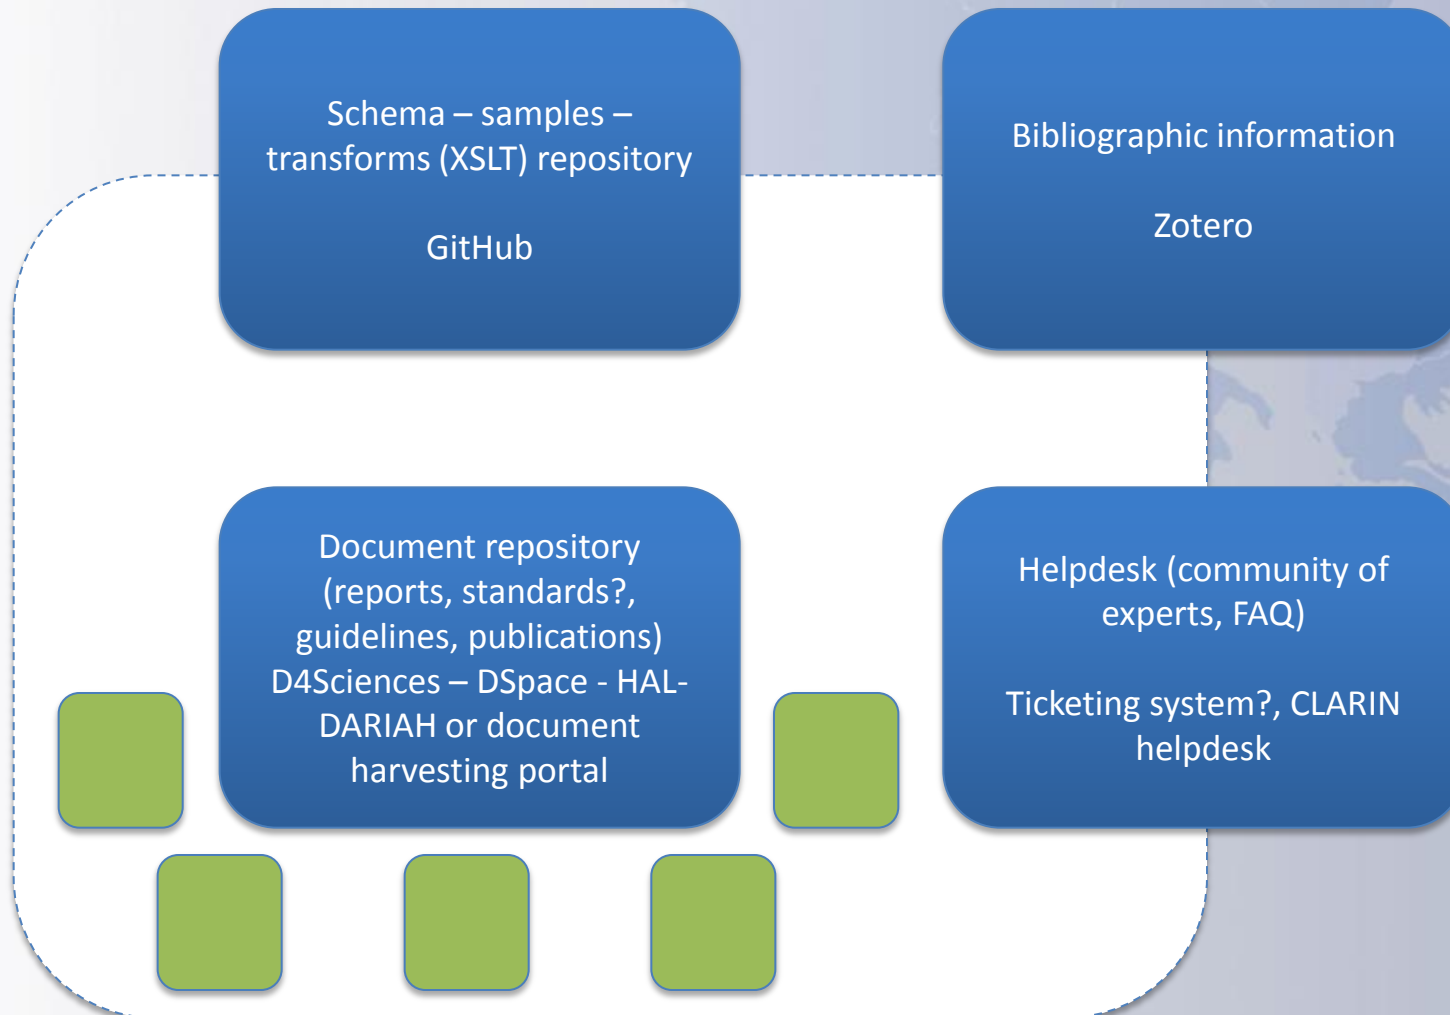 Schema – samples –
transforms (XSLT) repository
GitHub
Bibliographic information
Zotero
Document repository
(reports, standards?,
guidelines, publications)
D4Sciences – DSpace - HAL-
DARIAH or document
harvesting portal
Helpdesk (community of
experts, FAQ)
Ticketing system?, CLARIN
helpdesk